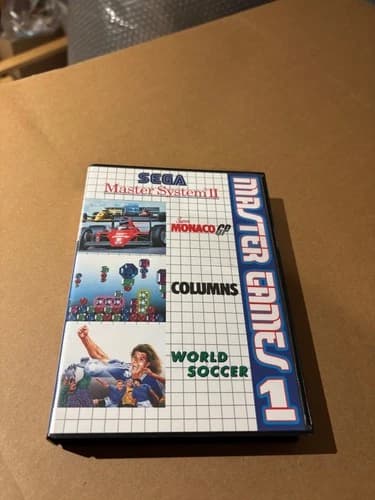 SEGA
Master System II
Super
MONACO GP
COLUMNS
WORLD
SOCCER
MASTER GAMES 1